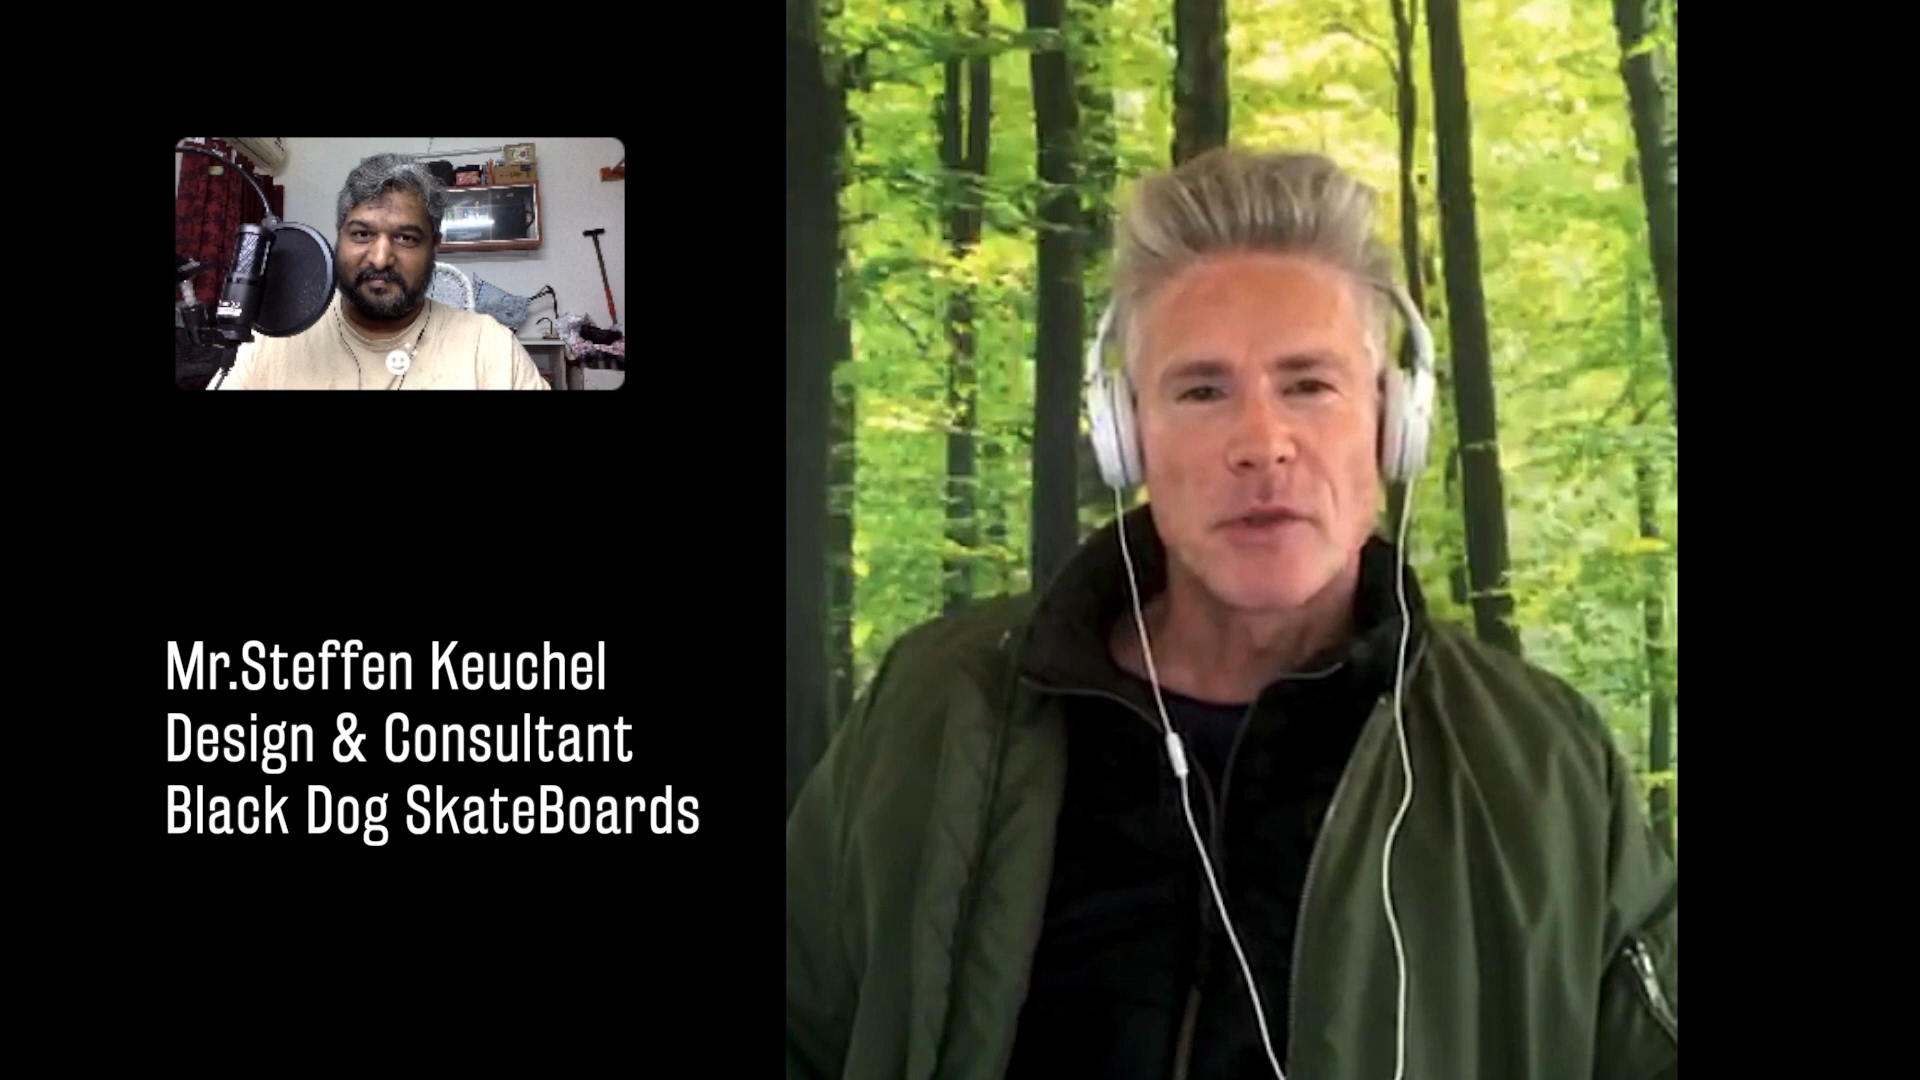 Mr.Steffen Keuchel
Design & Consultant
Black Dog SkateBoards